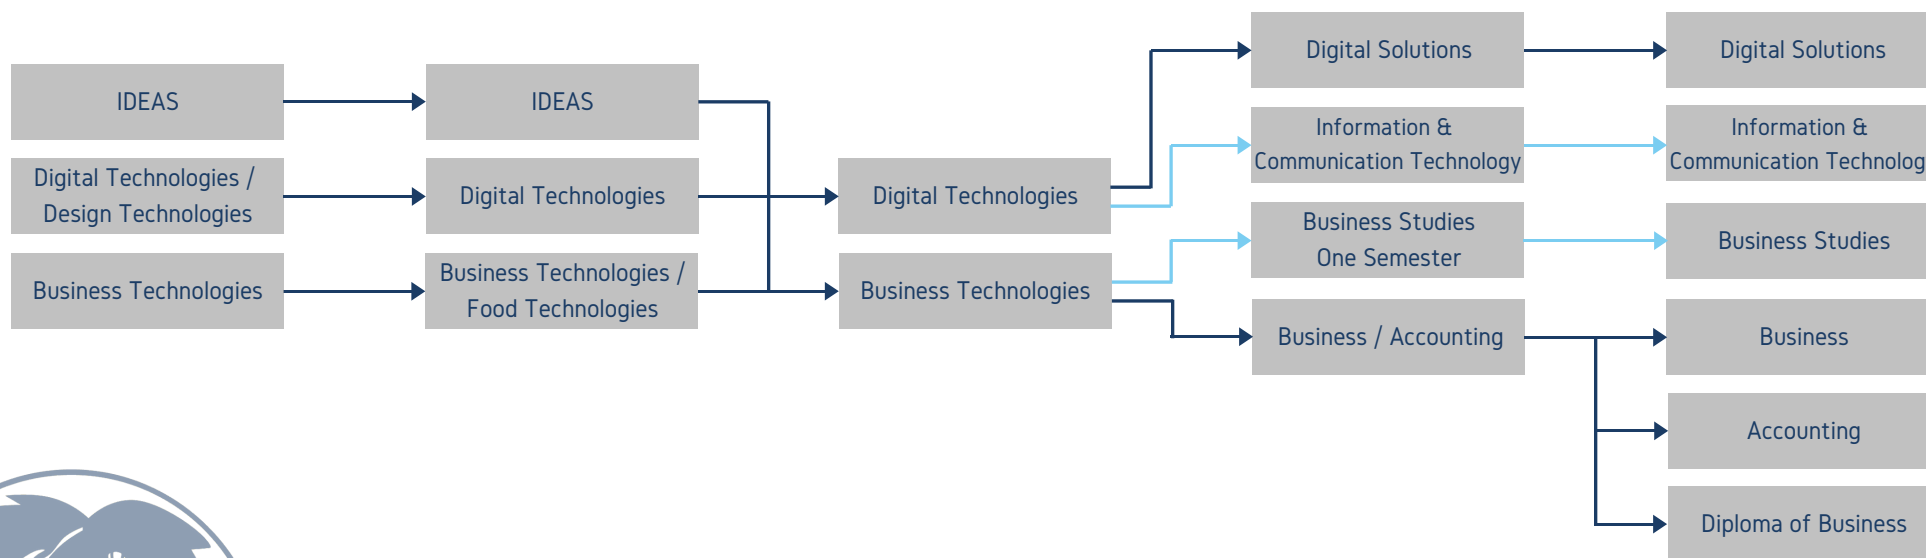 IDEAS
Digital Technologies /
Design Technologies
Business Technologies
IDEAS
Digital Technologies
Business Technologies /
Food Technologies
Digital Technologies
Business Technologies
Digital Solutions
Information &
Communication Technology
Business Studies
One Semester
Business / Accounting
Digital Solutions
Information &
Communication Technolog
Business Studies
Business
Accounting
Diploma of Business